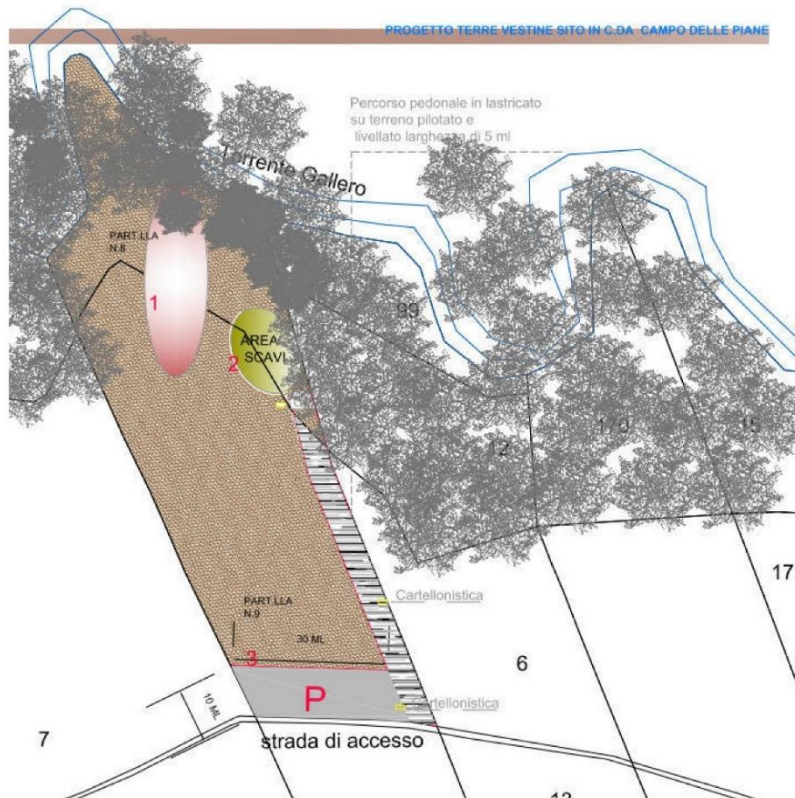 PROGETTO TERRE VESTINE SITO IN C.DA CAMPO DELLE PIANE
Percorso pedonale in lastricato
su terreno pilotato e
livellato larghezza di 5 ml
Torrente Gallero
PART.LLA
N.8
1
99
AREA
SCAVI
2
12
170
15
17
Cartellonistica
PART.LLA
N.9
30 ML
3
6
P
Cartellonistica
10 ML
7
strada di accesso